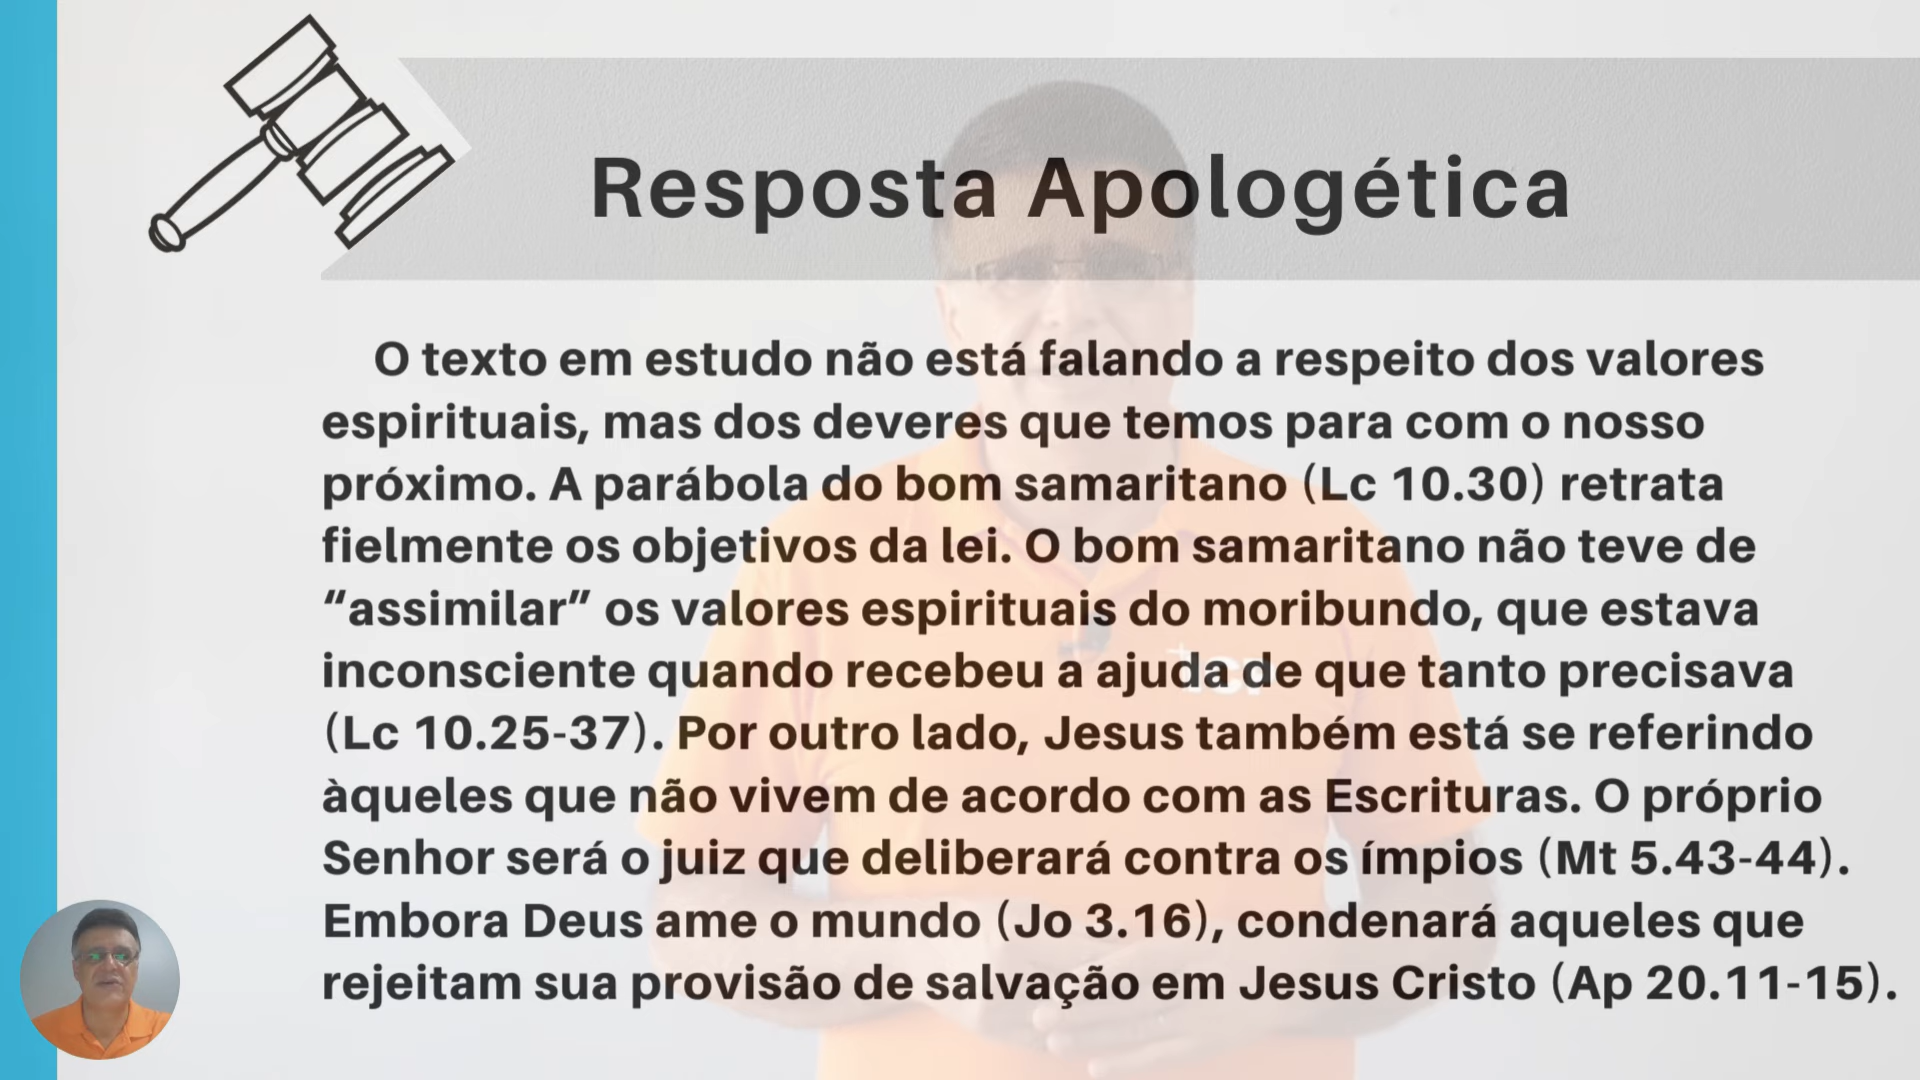 Resposta Apologética
O texto em estudo não está falando a respeito dos valores
espirituais, mas dos deveres que temos para com o nosso
próximo. A parábola do bom samaritano (Lc 10.30) retrata
fielmente os objetivos da lei. O bom samaritano não teve de
“assimilar” os valores espirituais do moribundo, que estava
inconsciente quando recebeu a ajuda de que tanto precisava
(Lc 10.25-37). Por outro lado, Jesus também está se referindo
àqueles que não vivem de acordo com as Escrituras. O próprio
Senhor será o juiz que deliberará contra os ímpios (Mt 5.43-44).
Embora Deus ame o mundo (Jo 3.16), condenará aqueles que
rejeitam sua provisão de salvação em Jesus Cristo (Ap 20.11-15).